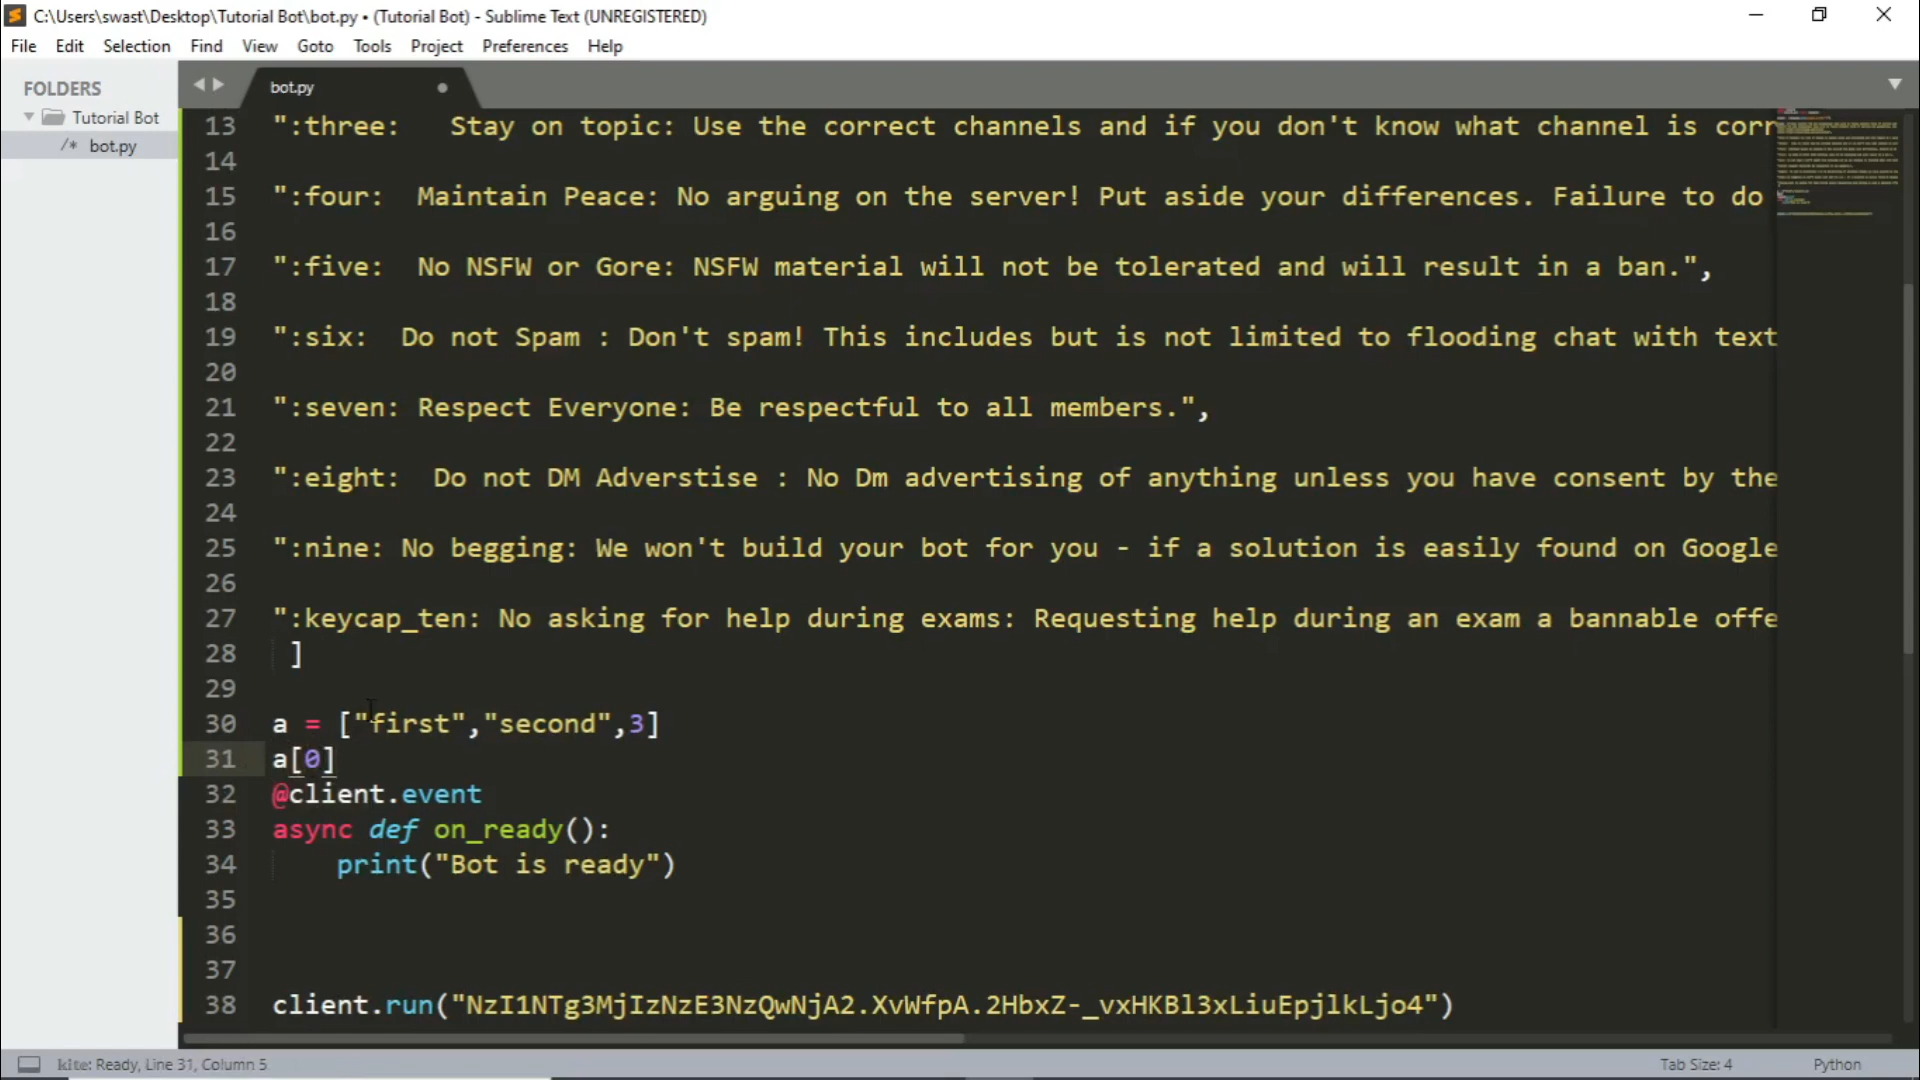 C:\Users\swast\Desktop\Tutorial Bot\bot.py • (Tutorial Bot) - Sublime Text (UNREGISTERED)
File Edit Selection Find View Goto Tools Project Preferences Help
FOLDERS
Tutorial Bot
/* bot.py
bot.py
13 ":three:   Stay on topic: Use the correct channels and if you don't know what channel is corr
14
15 ":four:  Maintain Peace: No arguing on the server! Put aside your differences. Failure to do
16
17 ":five:  No NSFW or Gore: NSFW material will not be tolerated and will result in a ban.",
18
19 ":six:  Do not Spam : Don't spam! This includes but is not limited to flooding chat with text
20
21 ":seven: Respect Everyone: Be respectful to all members.",
22
23 ":eight:  Do not DM Adverstise : No Dm advertising of anything unless you have consent by the
24
25 ":nine: No begging: We won't build your bot for you - if a solution is easily found on Google
26
27 ":keycap_ten: No asking for help during exams: Requesting help during an exam a bannable offe
28 ]
29
30 a = ["first","second",3]
31 a[0]
32 @client.event
33 async def on_ready():
34     print("Bot is ready")
35
36
37
38 client.run("NzI1NTg3MjIzNzE3NzQwNjA2.XvWfpA.2HbxZ-_vxHKBl3xLiuEpjlkLjo4")
kite: Ready, Line 31, Column 5
Tab Size: 4
Python